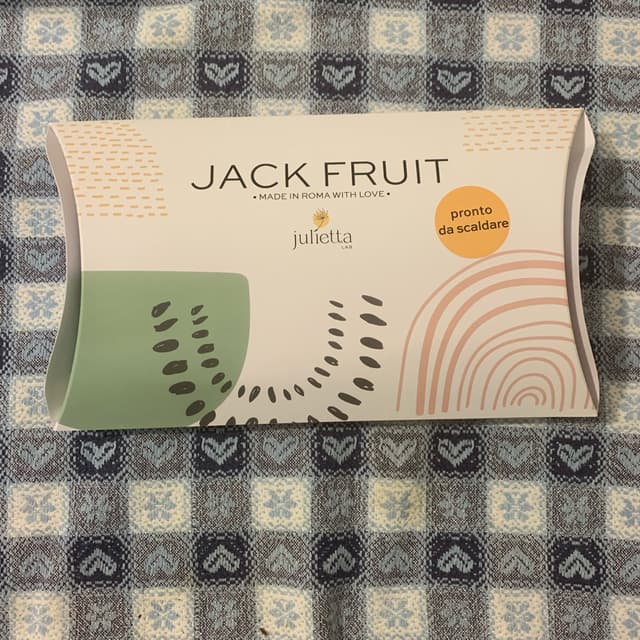 JACK FRUIT
• MADE IN ROMA WITH LOVE •
julietta
LAB
pronto
da scaldare